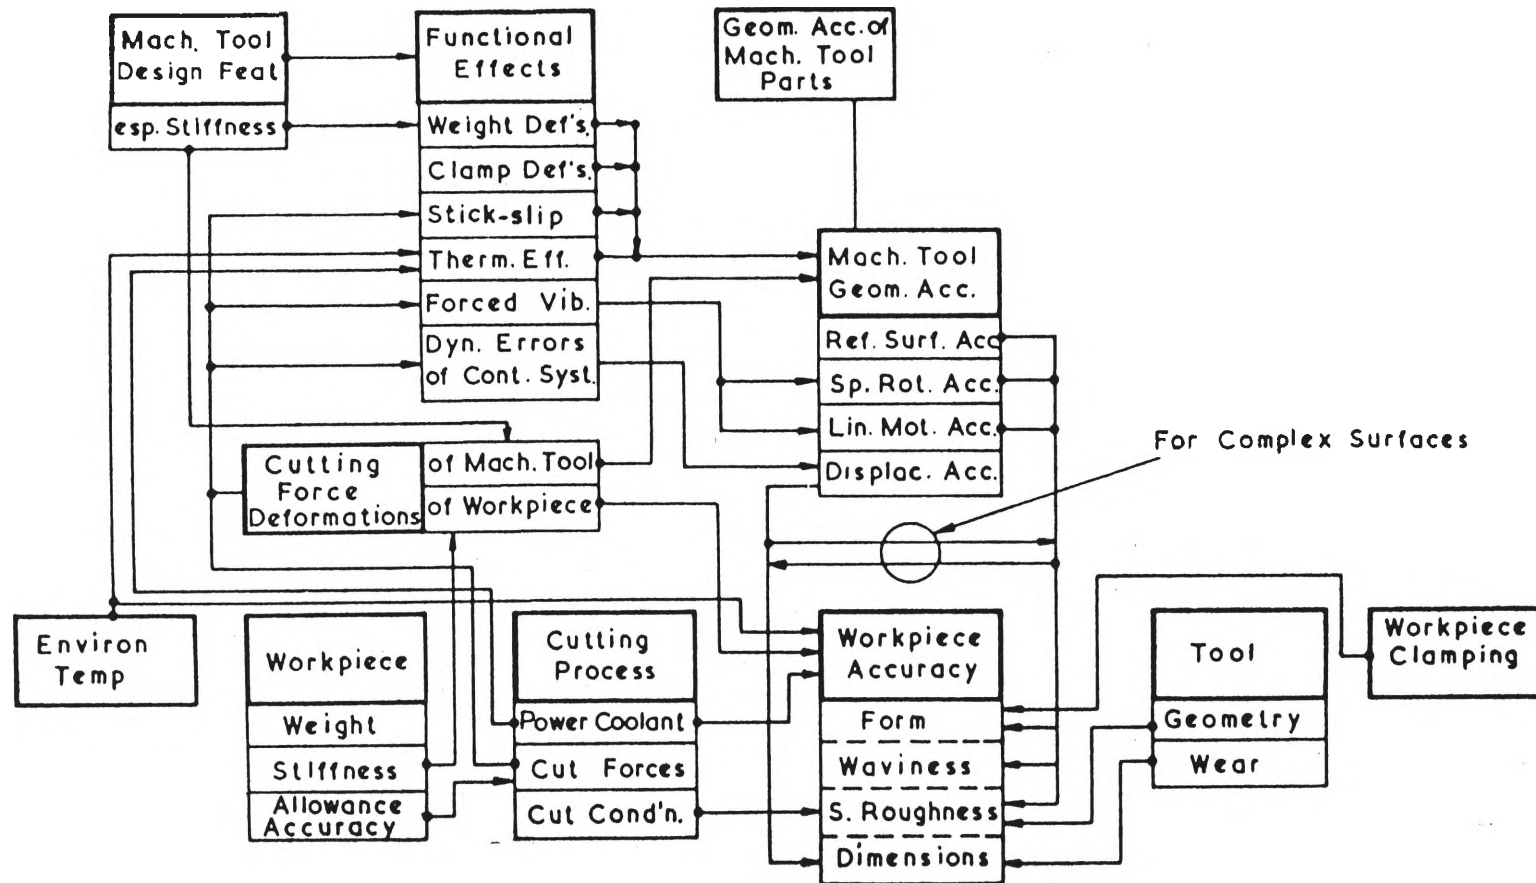 Mach. Tool
Design Feat
esp. Stiffness
Functional
Effects
Weight Def's.
Clamp Def's.
Stick-slip
Therm. Eff.
Forced Vib.
Dyn. Errors
of Cont. Syst.
Geom. Acc. of
Mach. Tool
Parts
Mach. Tool
Geom. Acc.
Ref. Surf. Acc
Sp. Rot. Acc.
Lin. Mot. Acc.
Displac. Acc.
For Complex Surfaces
Cutting
Force
Deformations
of Mach. Tool
of Workpiece
Environ
Temp
Workpiece
Weight
Stiffness
Allowance
Accuracy
Cutting
Process
Power Coolant
Cut Forces
Cut Cond'n.
Workpiece
Accuracy
Form
Waviness
S. Roughness
Dimensions
Tool
Geometry
Wear
Workpiece
Clamping